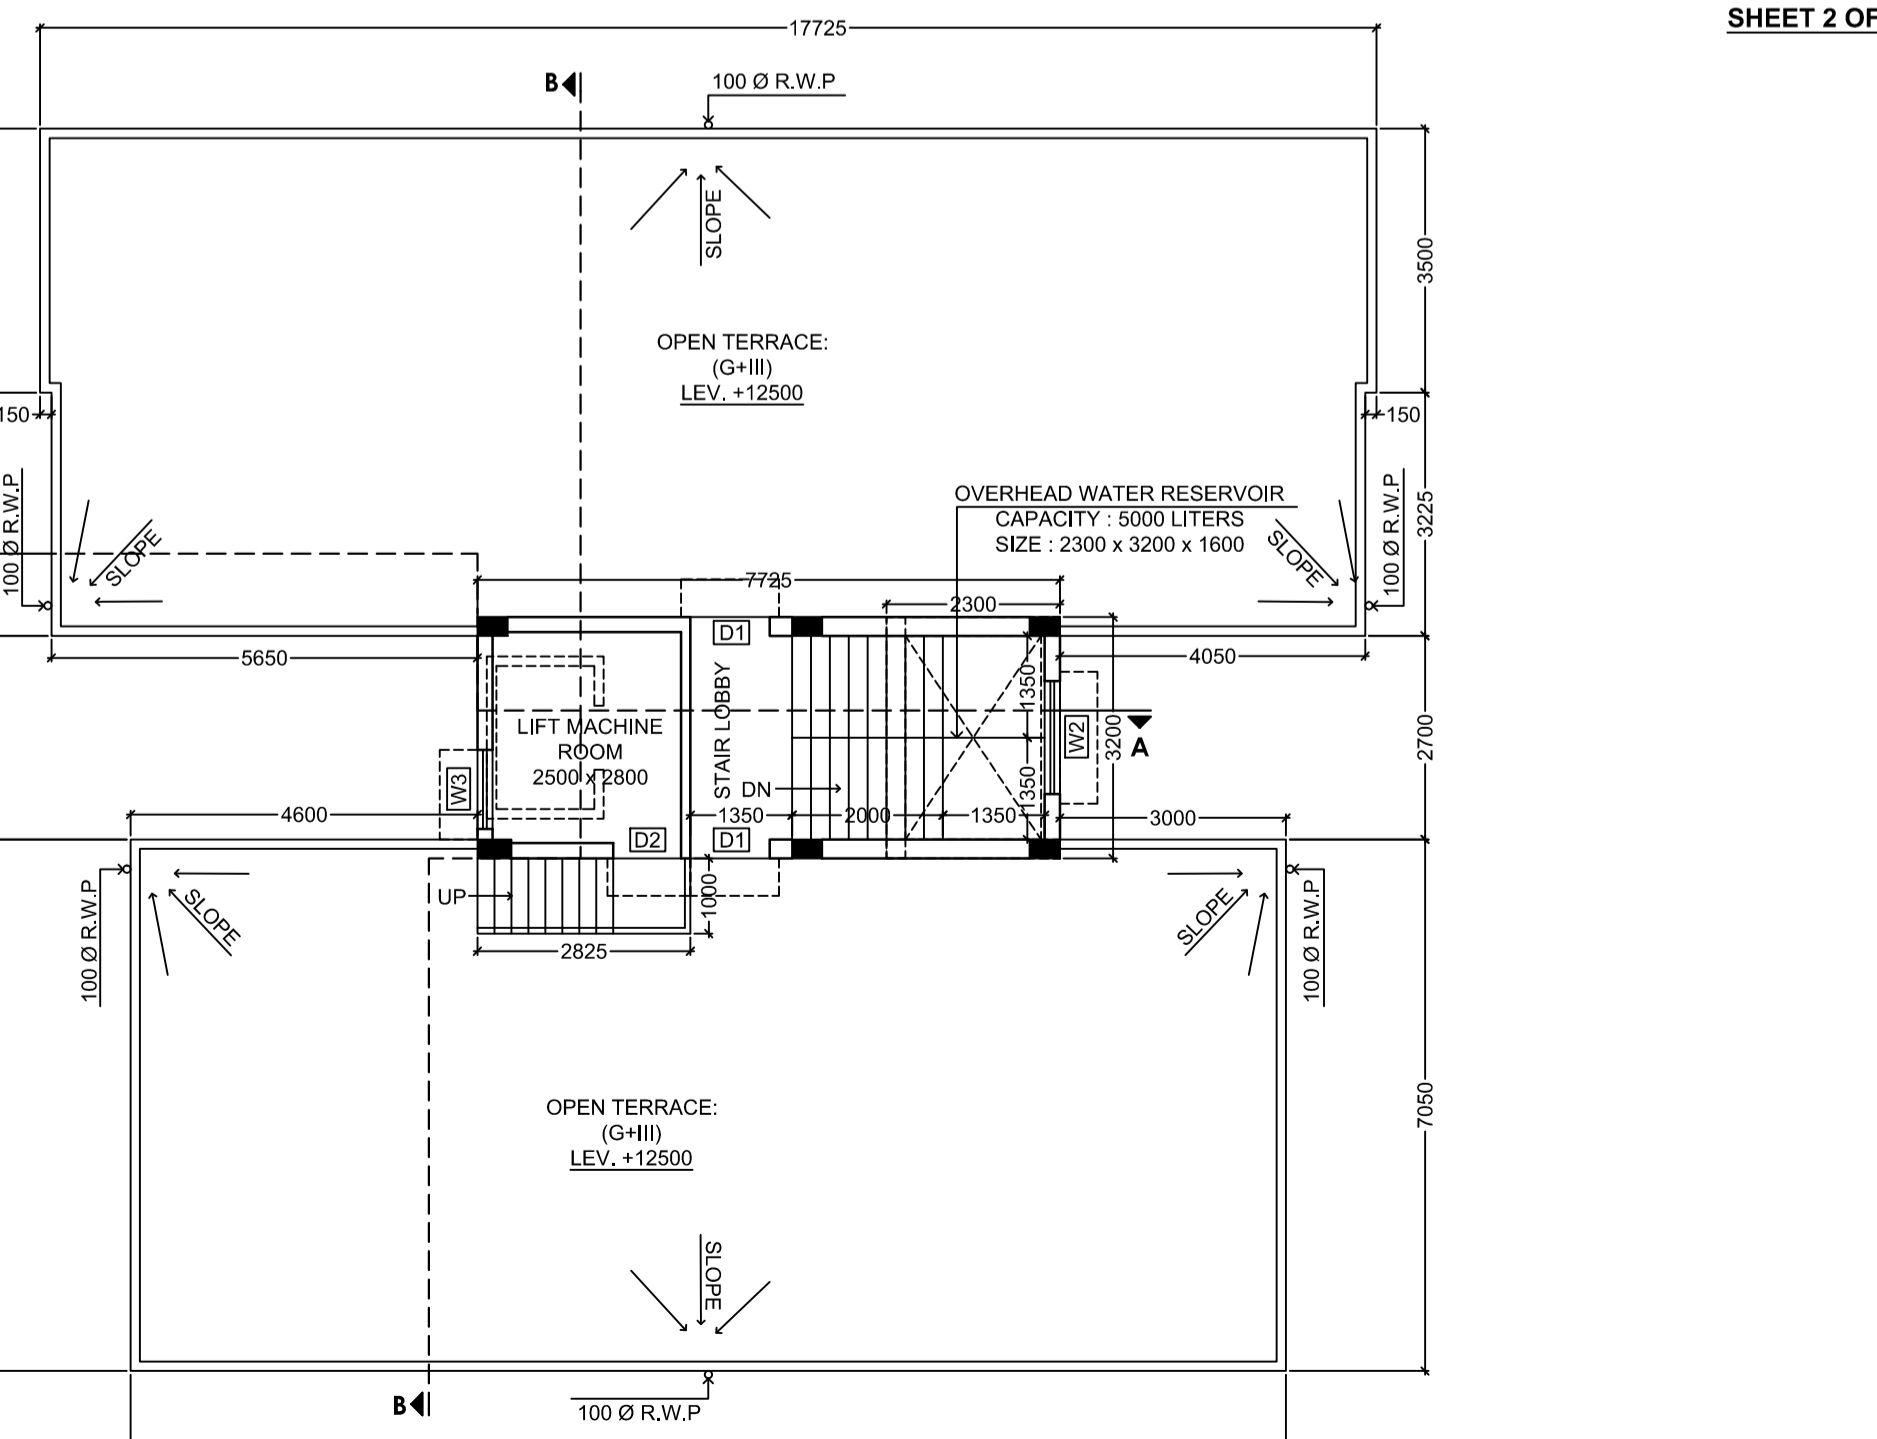 SHEET 2 OF
17725
B
100 Ø R.W.P
SLOPE
3500
OPEN TERRACE:
(G+III)
LEV. +12500
150
150
100 Ø R.W.P
SLOPE
OVERHEAD WATER RESERVOIR
CAPACITY : 5000 LITERS
SIZE : 2300 x 3200 x 1600
SLOPE
100 Ø R.W.P
3225
7725
2300
D1
5650
4050
STAIR LOBBY
1350
LIFT MACHINE
ROOM
2500 x 2800
W3
DN
1350
3200
W2
A
2700
4600
1350
2000
1350
3000
D2
D1
UP
1000
2825
100 Ø R.W.P
SLOPE
SLOPE
100 Ø R.W.P
OPEN TERRACE:
(G+III)
LEV. +12500
7050
SLOPE
B
100 Ø R.W.P